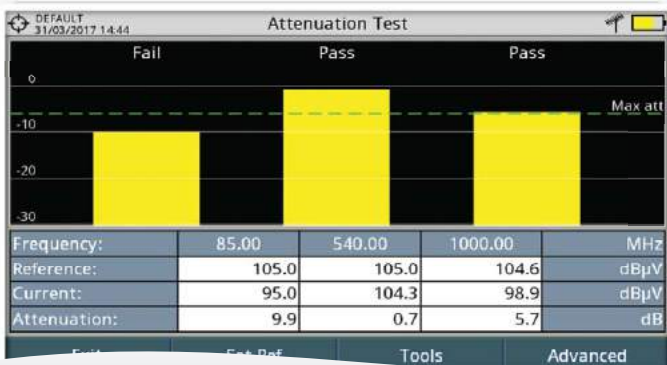 DEFAULT
31/03/2017 14:44
Attenuation Test
Fail Pass Pass
0
Max att
-10
-20
-30
Frequency: 85.00 540.00 1000.00 MHz
Reference: 105.0 105.0 104.6 dBµV
Current: 95.0 104.3 98.9 dBµV
Attenuation: 9.9 0.7 5.7 dB
Tools Advanced